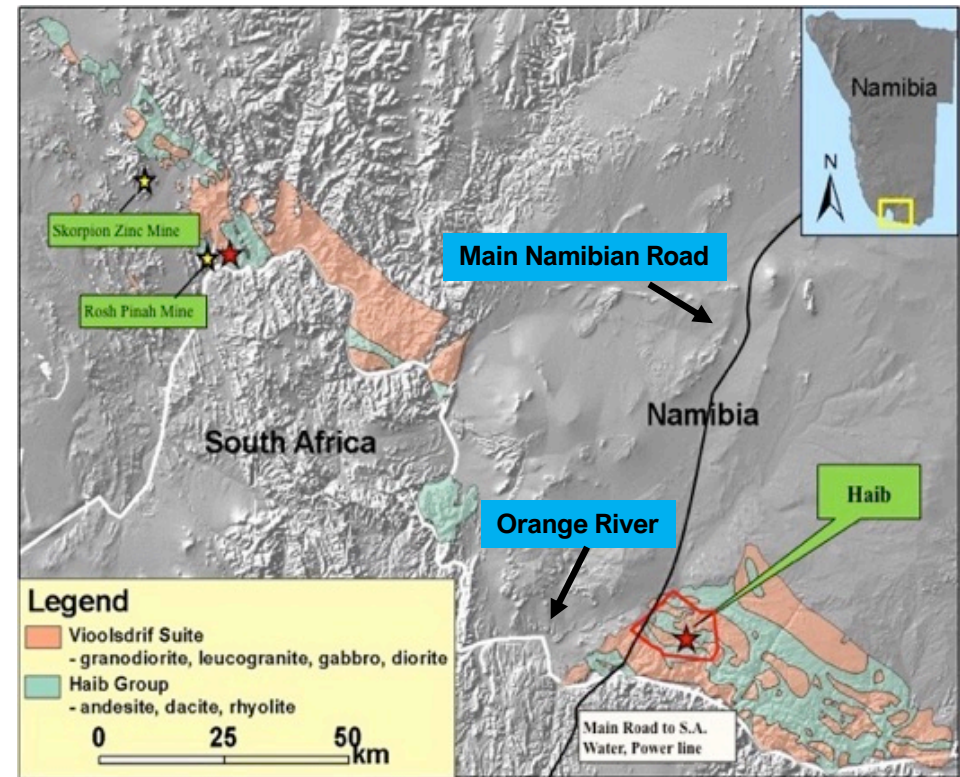 Namibia
N
Skorpion Zinc Mine
Main Namibian Road
Rosh Pinah Mine
Namibia
South Africa
Haib
Orange River
Legend
Vioolsdrif Suite
- granodiorite, leucogranite, gabbro, diorite
Haib Group
- andesite, dacite, rhyolite
0 25 50 km
Main Road to S.A.
Water, Power line